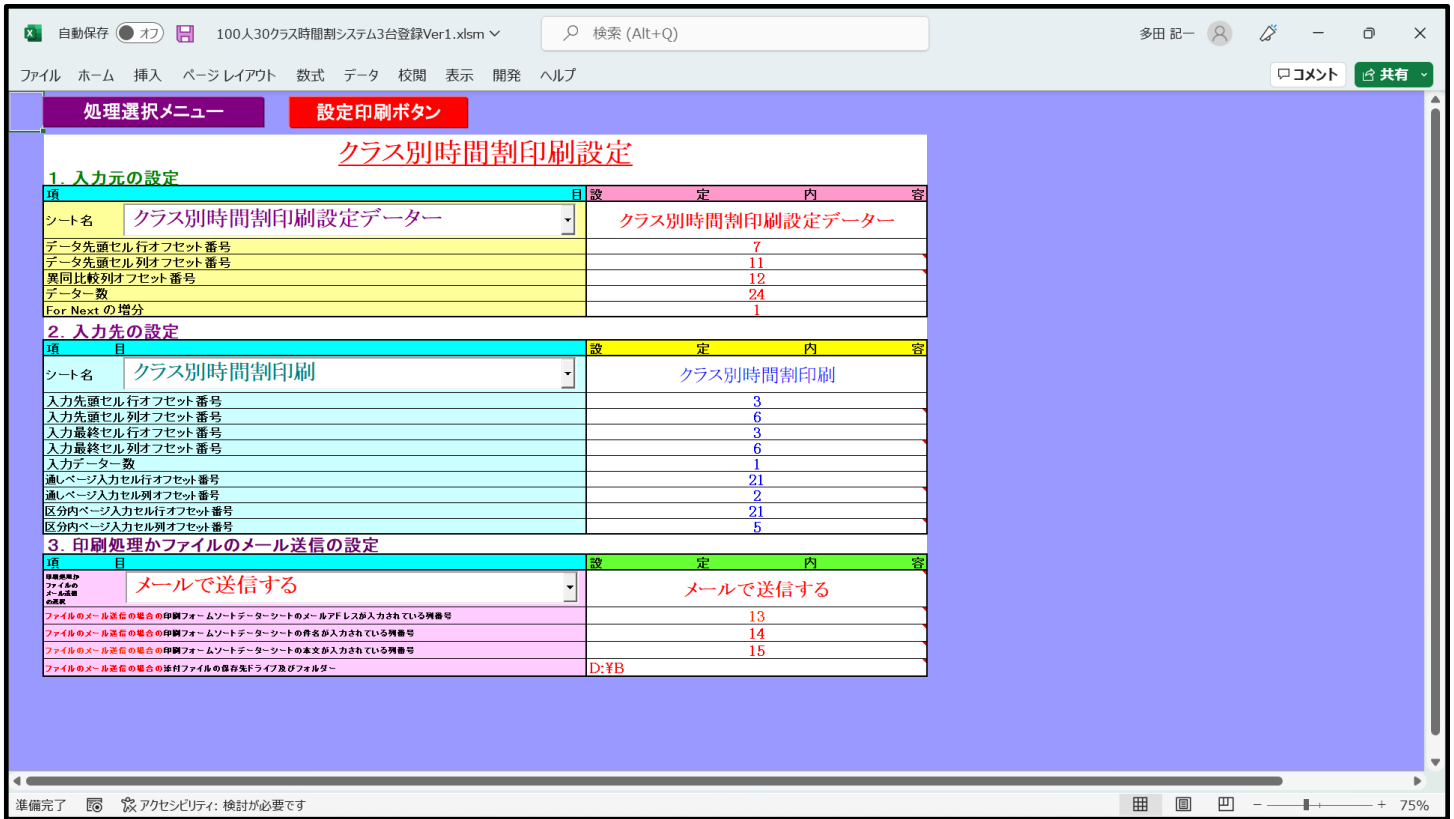 自動保存 オフ 100人30クラス時間割システム3台登録Ver1.xlsm 検索 (Alt+Q) 多田 記一
ファイル ホーム 挿入 ページ レイアウト 数式 データ 校閲 表示 開発 ヘルプ コメント 共有
処理選択メニュー 設定印刷ボタン
クラス別時間割印刷設定
1. 入力元の設定
項 目 設 定 内 容
シート名 クラス別時間割印刷設定データー クラス別時間割印刷設定データー
データ先頭セル行オフセット番号 7
データ先頭セル列オフセット番号 11
異同比較列オフセット番号 12
データー数 24
For Next の増分 1
2. 入力先の設定
項 目 設 定 内 容
シート名 クラス別時間割印刷 クラス別時間割印刷
入力先頭セル行オフセット番号 3
入力先頭セル列オフセット番号 6
入力最終セル行オフセット番号 3
入力最終セル列オフセット番号 6
入力データー数 1
通しページ入力セル行オフセット番号 21
通しページ入力セル列オフセット番号 2
区分内ページ入力セル行オフセット番号 21
区分内ページ入力セル列オフセット番号 5
3. 印刷処理かファイルのメール送信の設定
項 目 設 定 内 容
印刷処理か
ファイルの
メール送信
の選択
メールで送信する メールで送信する
ファイルのメール送信の場合の印刷フォームソートデーターシートのメールアドレスが入力されている列番号 13
ファイルのメール送信の場合の印刷フォームソートデーターシートの件名が入力されている列番号 14
ファイルのメール送信の場合の印刷フォームソートデーターシートの本文が入力されている列番号 15
ファイルのメール送信の場合の添付ファイルの保存先ドライブ及びフォルダー D:¥B
準備完了 アクセシビリティ: 検討が必要です 75%